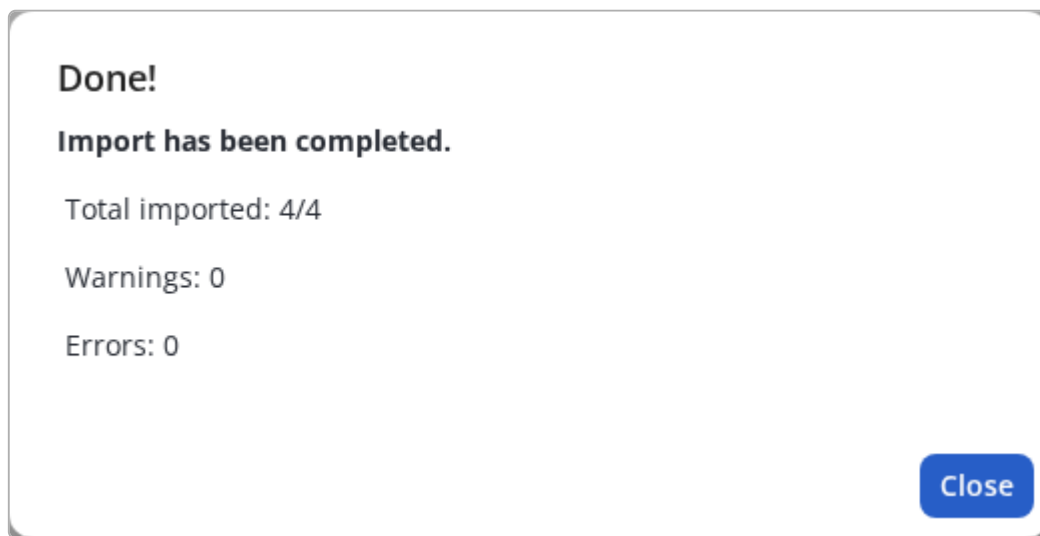 Done!
Import has been completed.
Total imported: 4/4
Warnings: 0
Errors: 0
Close